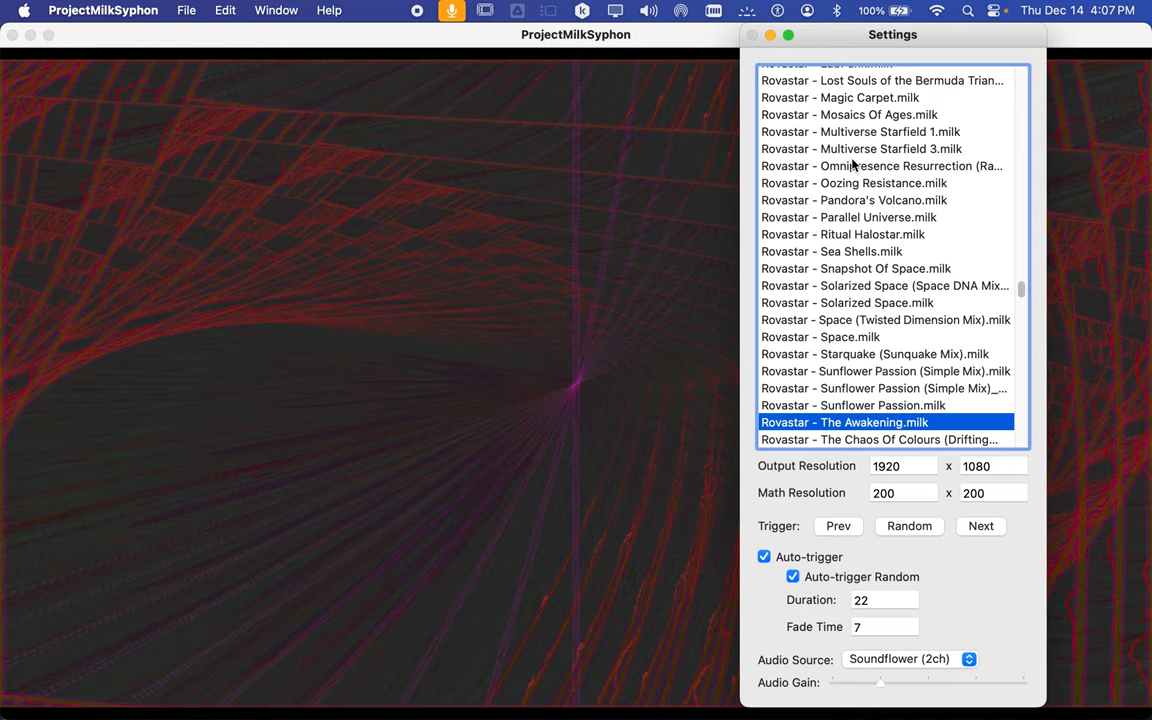 ProjectMilkSyphon File Edit Window Help 100% Thu Dec 14 4:07 PM
ProjectMilkSyphon
Settings
Rovastar - Lost Souls of the Bermuda Trian...
Rovastar - Magic Carpet.milk
Rovastar - Mosaics Of Ages.milk
Rovastar - Multiverse Starfield 1.milk
Rovastar - Multiverse Starfield 3.milk
Rovastar - Omnipresence Resurrection (Ra...
Rovastar - Oozing Resistance.milk
Rovastar - Pandora's Volcano.milk
Rovastar - Parallel Universe.milk
Rovastar - Ritual Halostar.milk
Rovastar - Sea Shells.milk
Rovastar - Snapshot Of Space.milk
Rovastar - Solarized Space (Space DNA Mix...
Rovastar - Solarized Space.milk
Rovastar - Space (Twisted Dimension Mix).milk
Rovastar - Space.milk
Rovastar - Starquake (Sunquake Mix).milk
Rovastar - Sunflower Passion (Simple Mix).milk
Rovastar - Sunflower Passion (Simple Mix)_...
Rovastar - Sunflower Passion.milk
Rovastar - The Awakening.milk
Rovastar - The Chaos Of Colours (Drifting...
Output Resolution 1920 x 1080
Math Resolution 200 x 200
Trigger: Prev Random Next
Auto-trigger
Auto-trigger Random
Duration: 22
Fade Time 7
Audio Source: Soundflower (2ch)
Audio Gain: